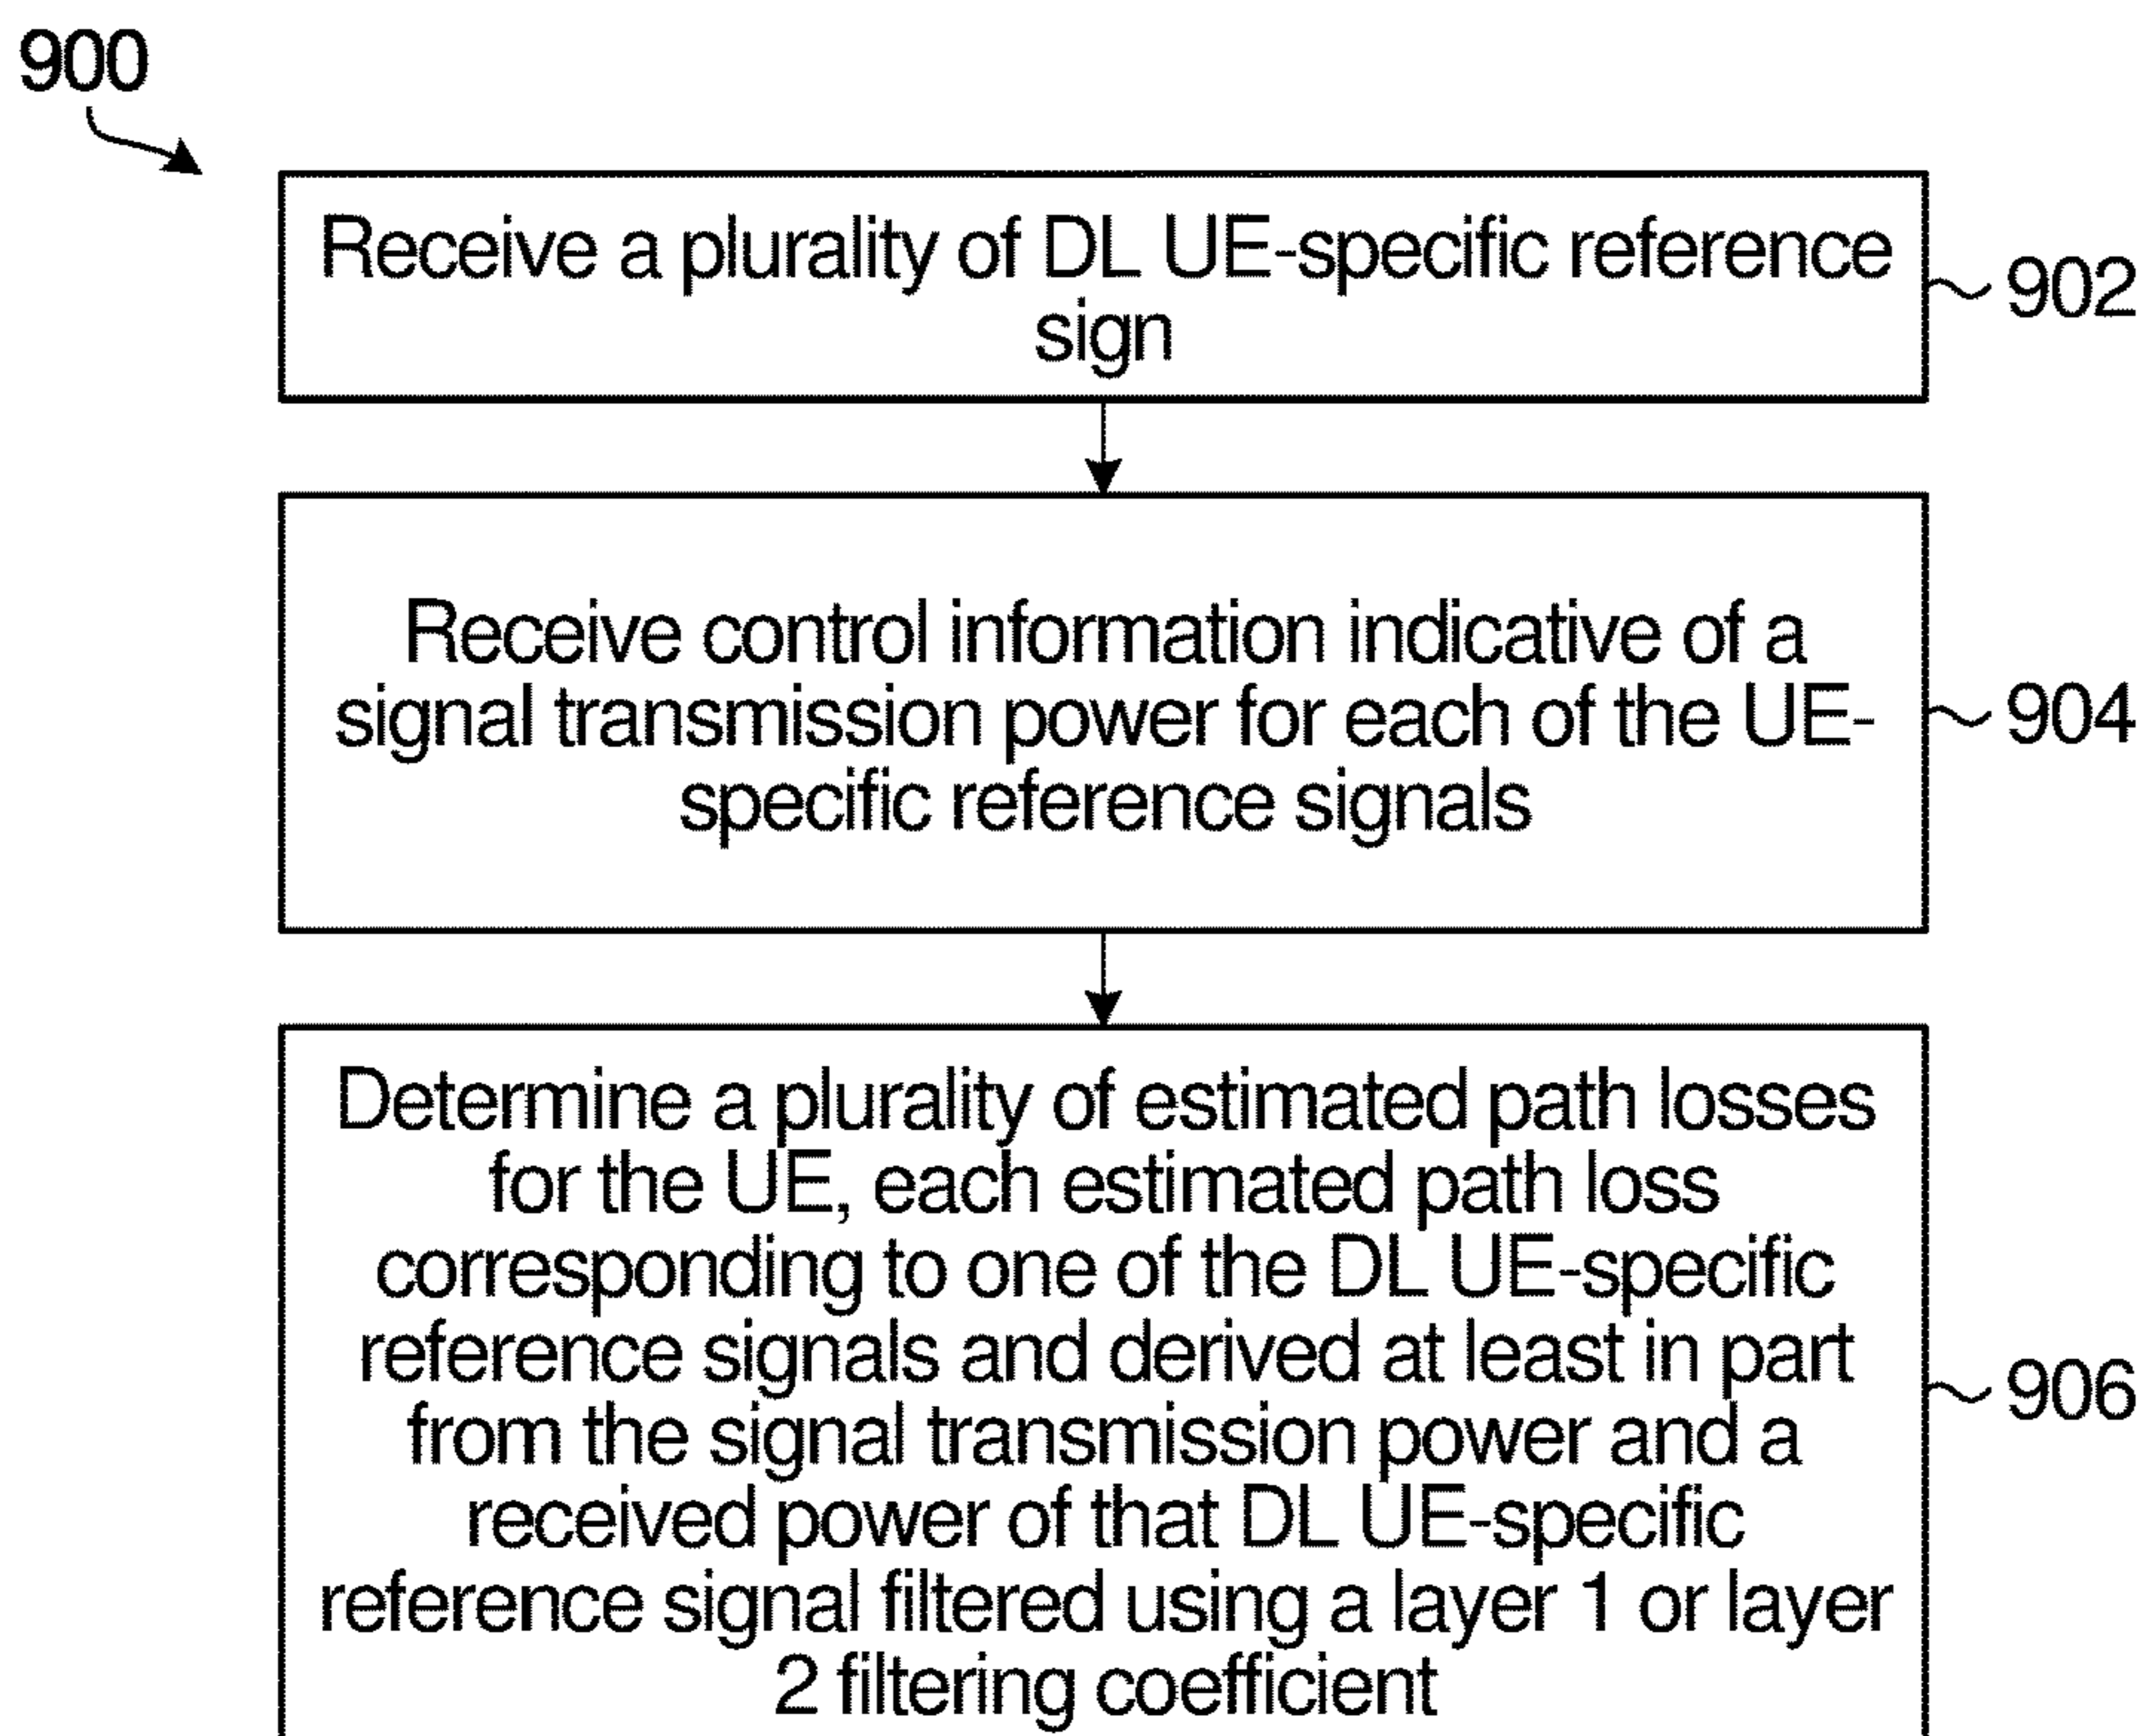 900
Receive a plurality of DL UE-specific reference
sign
902
Receive control information indicative of a
signal transmission power for each of the UE-
specific reference signals
904
Determine a plurality of estimated path losses
for the UE, each estimated path loss
corresponding to one of the DL UE-specific
reference signals and derived at least in part
from the signal transmission power and a
received power of that DL UE-specific
reference signal filtered using a layer 1 or layer
2 filtering coefficient
906